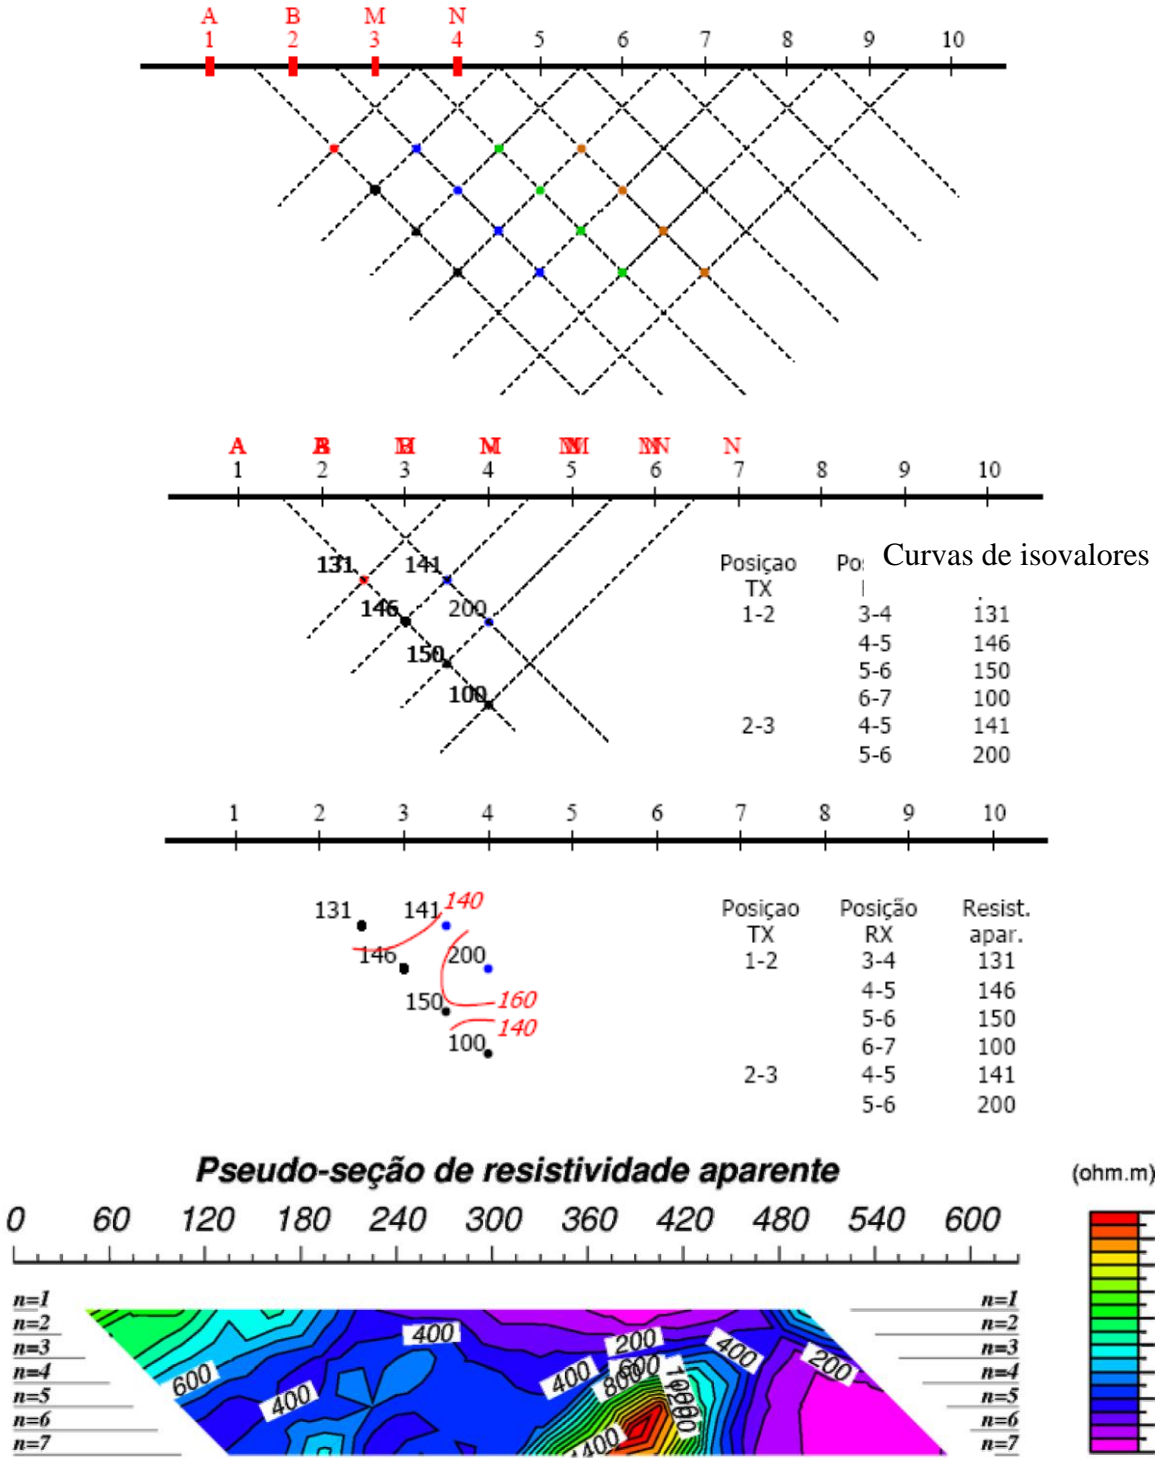 A B M N
1 2 3 4 5 6 7 8 9 10
A B M N
1 2 3 4 5 6 7 8 9 10
Curvas de isovalores
Posiçao Pos
TX
131 141
1-2 3-4 131
146 200
4-5 146
150
5-6 150
100
6-7 100
2-3 4-5 141
5-6 200
1 2 3 4 5 6 7 8 9 10
131 141 140
Posiçao Posição Resist.
TX RX apar.
146 200
1-2 3-4 131
4-5 146
150 160
5-6 150
140
100
6-7 100
2-3 4-5 141
5-6 200
Pseudo-seção de resistividade aparente
(ohm.m)
0 60 120 180 240 300 360 420 480 540 600
n=1 n=1
n=2 400 200 n=2
n=3 600 400 600 400 200 n=3
n=4 800 n=4
n=5 400 n=5
n=6 n=6
n=7 n=7